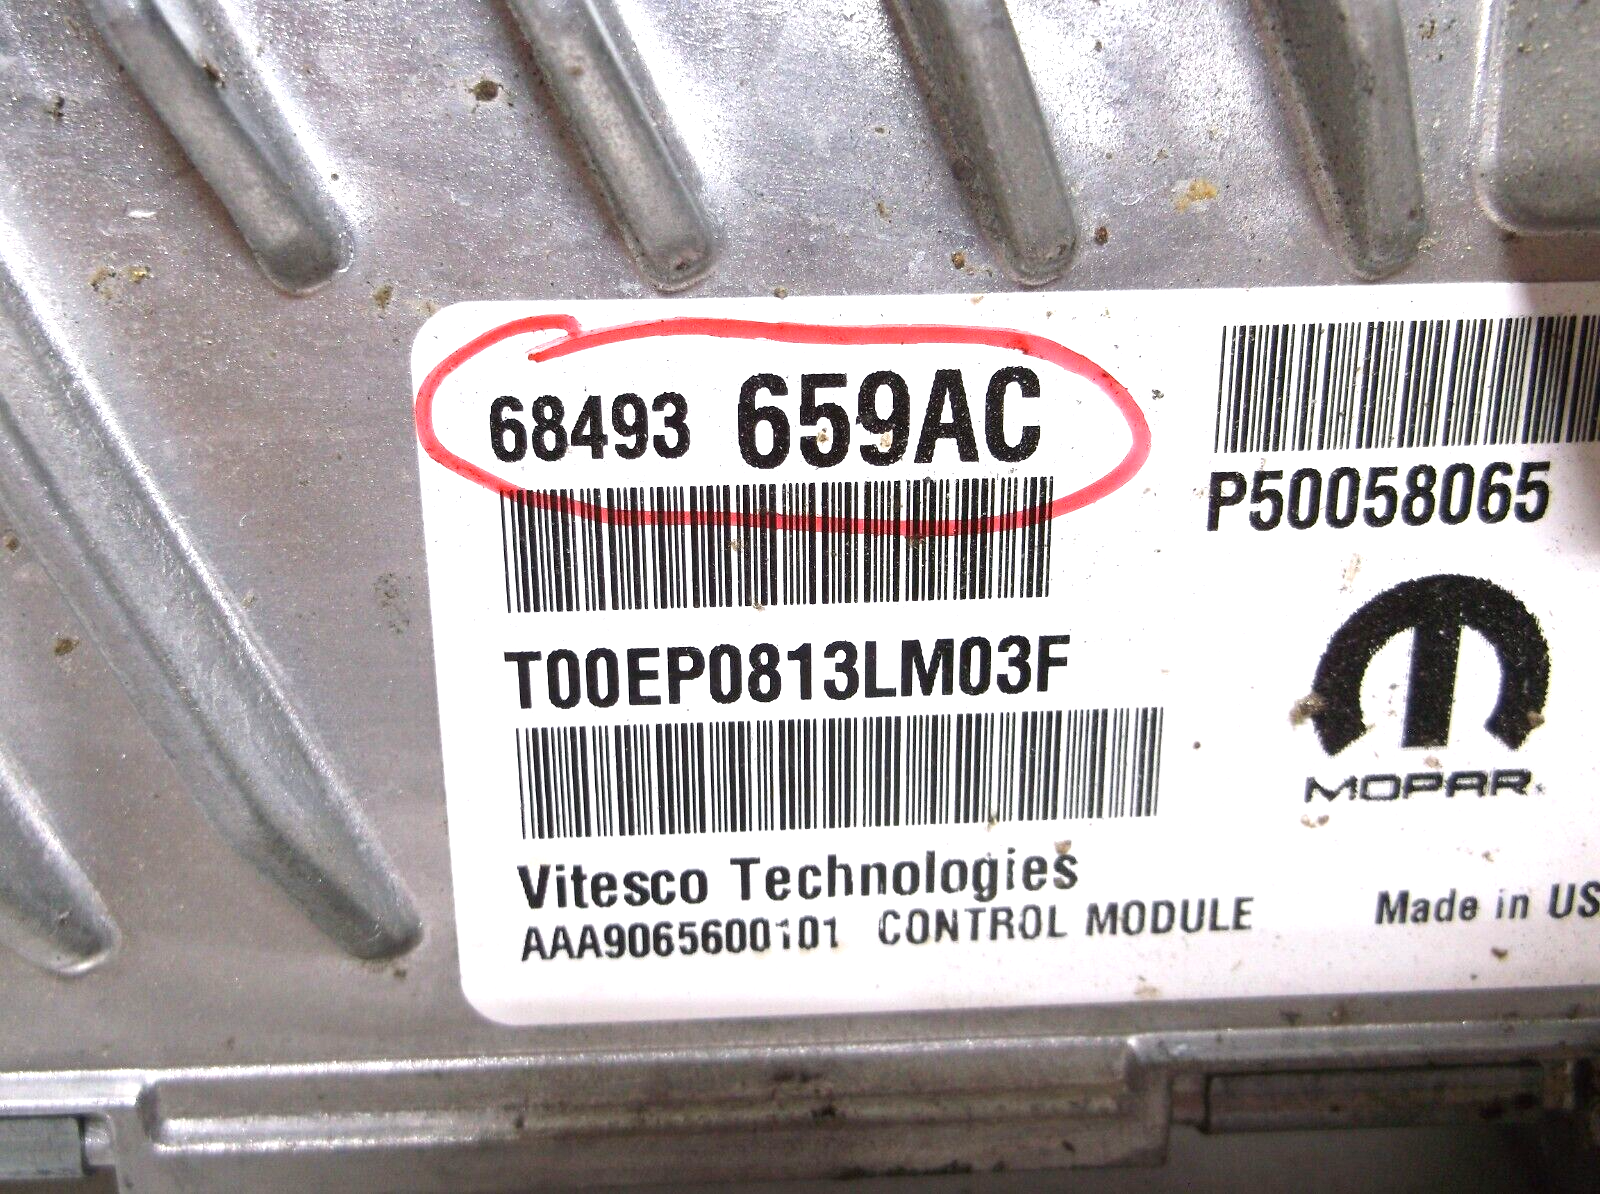 68493 659AC
P50058065
T00EP0813LM03F
MOPAR
Vitesco Technologies
AAA9065600101 CONTROL MODULE
Made in US